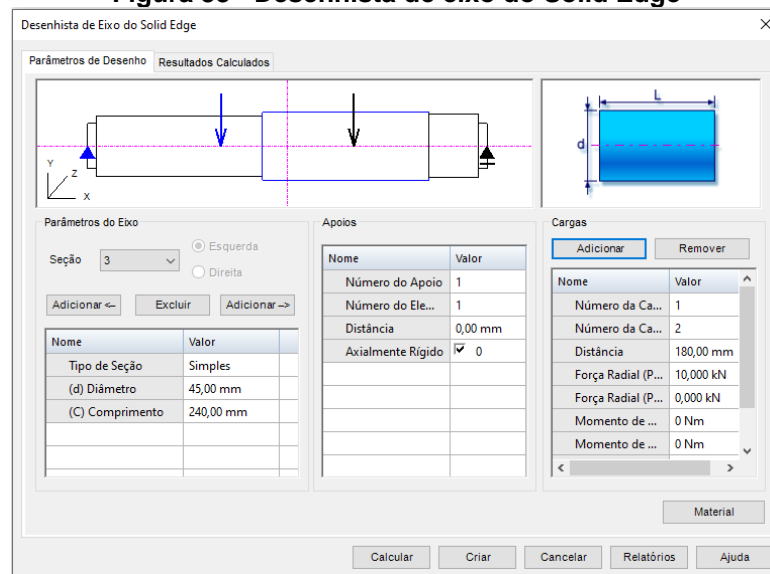 Desenhista de Eixo do Solid Edge
Parâmetros de Desenho Resultados Calculados
L
d
Y
Z
X
Parâmetros do Eixo
Seção 3
Esquerda
Direita
Adicionar <- Excluir Adicionar -->
Nome Valor
Tipo de Seção Simples
(d) Diâmetro 45,00 mm
(C) Comprimento 240,00 mm
Apoios
Nome Valor
Número do Apoio 1
Número do Ele... 1
Distância 0,00 mm
Axialmente Rígido 0
Cargas
Adicionar Remover
Nome Valor
Número da Ca... 1
Número da Ca... 2
Distância 180,00 mm
Força Radial (P... 10,000 kN
Força Radial (P... 0,000 kN
Momento de ... 0 Nm
Momento de ... 0 Nm
Material
Calcular Criar Cancelar Relatórios Ajuda